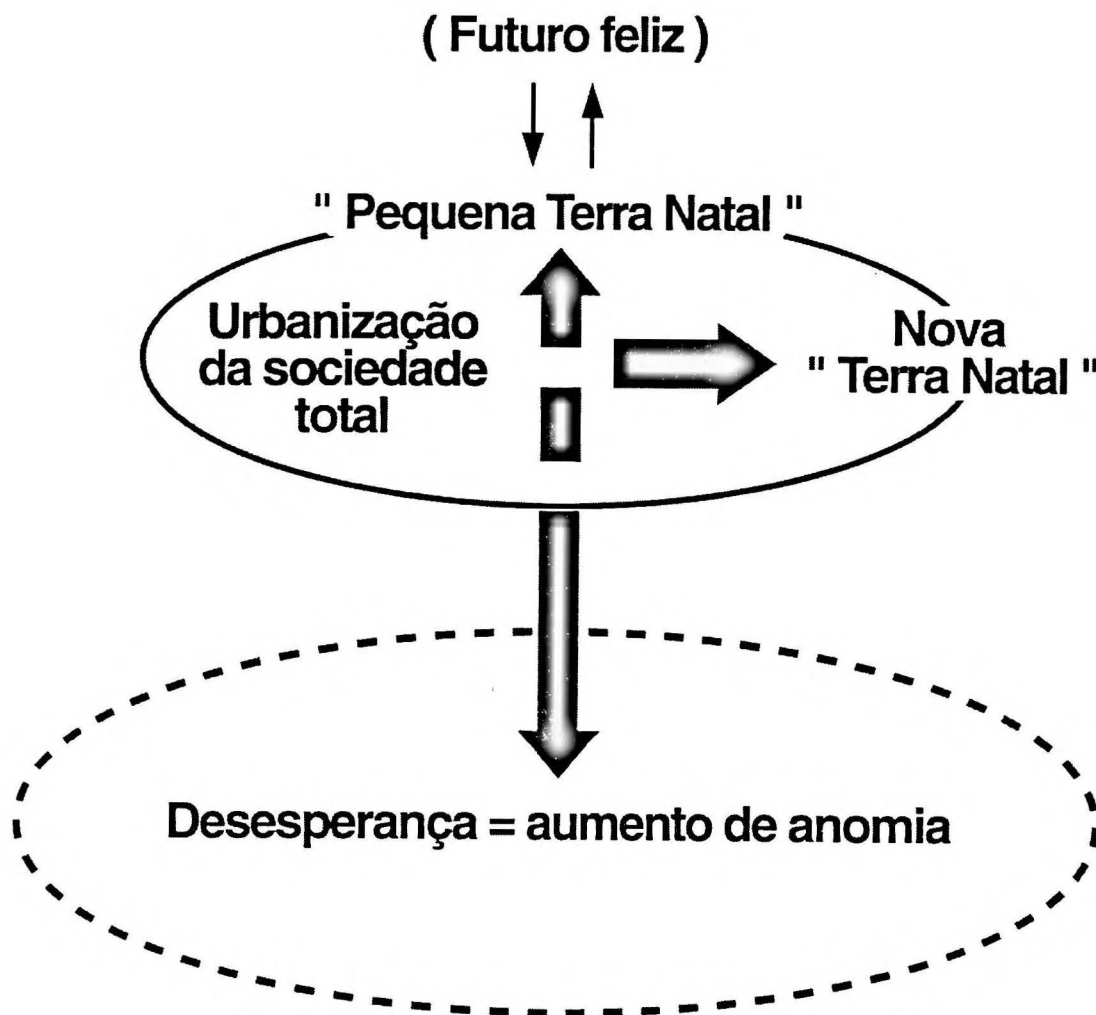 ( Futuro feliz )
" Pequena Terra Natal "
Urbanização
da sociedade
total
Nova
" Terra Natal "
Desesperança = aumento de anomia